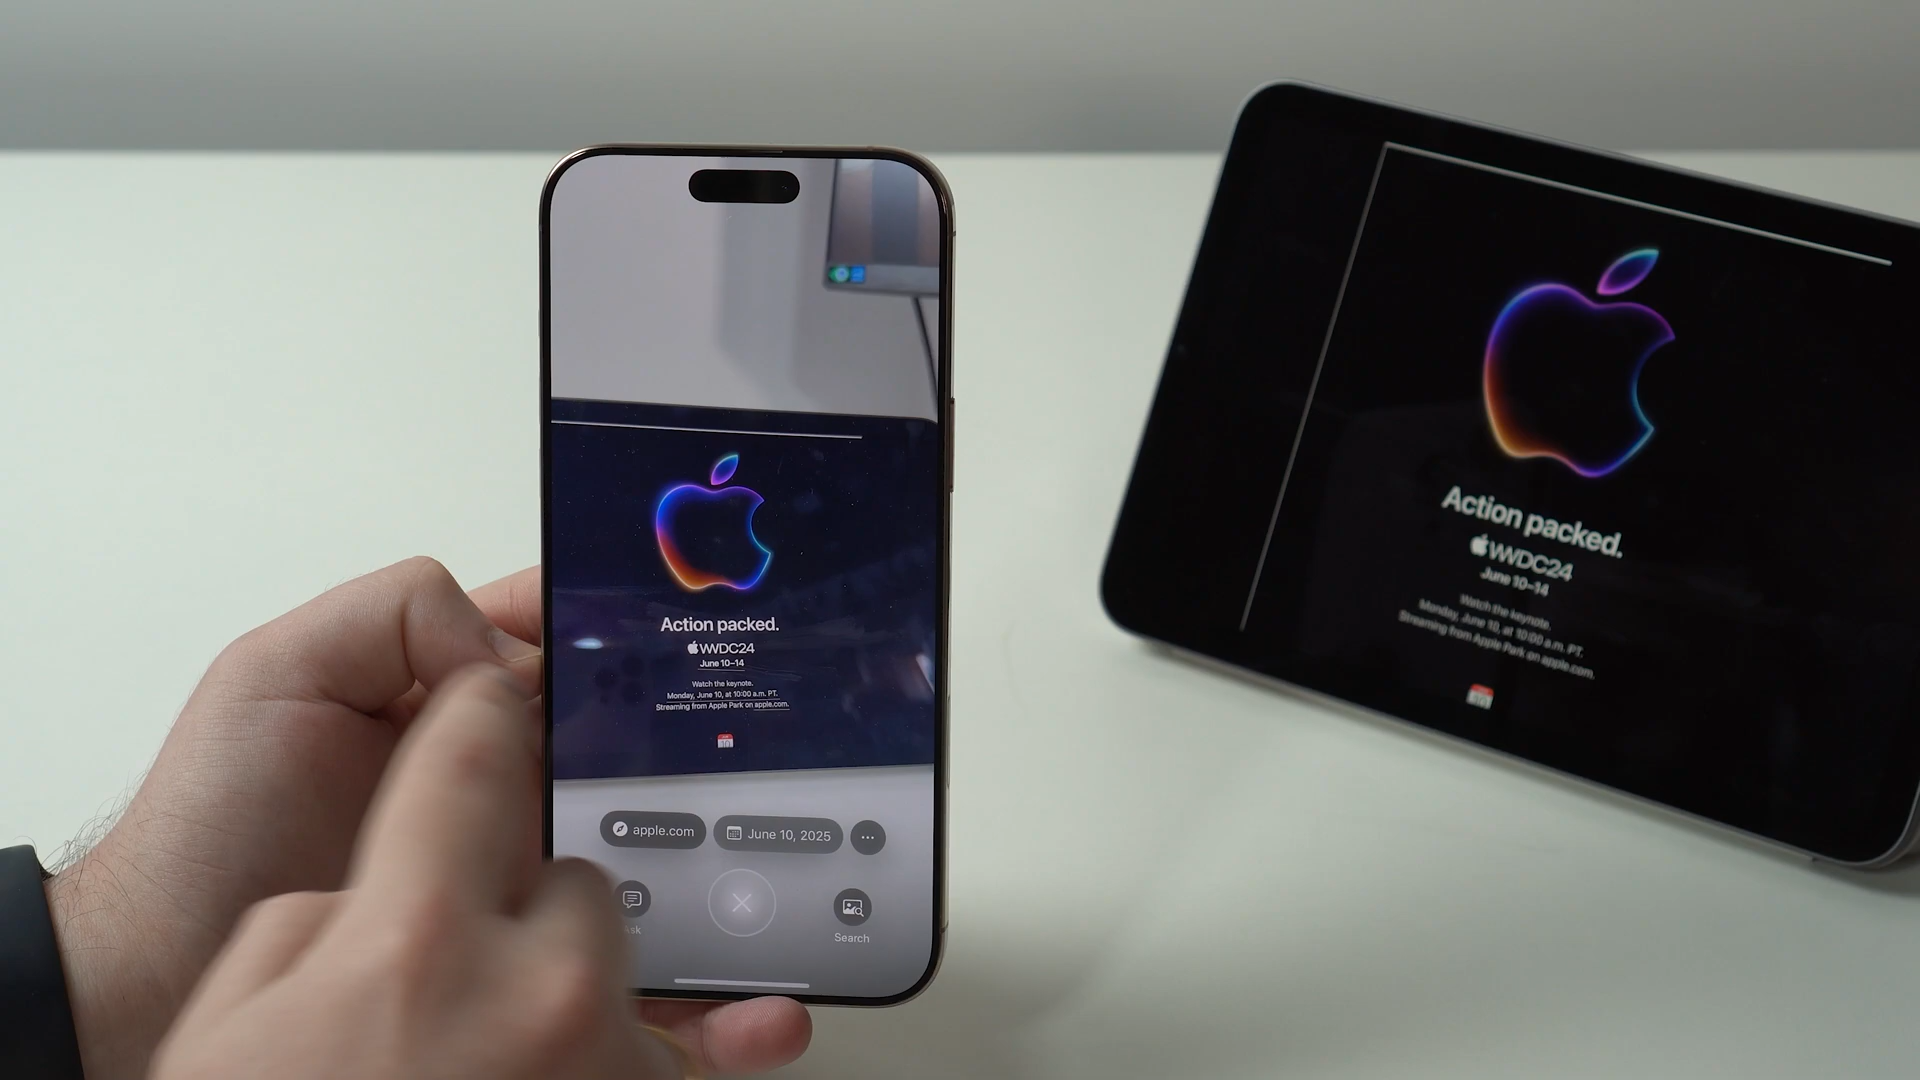 Action packed.
WWDC24
June 10–14
Watch the keynote.
Monday, June 10, at 10:00 a.m. PT.
Streaming from Apple Park on apple.com.
apple.com
June 10, 2025
Search
Action packed.
WWDC24
June 10–14
Watch the keynote.
Monday, June 10, at 10:00 a.m. PT.
Streaming from Apple Park on apple.com.